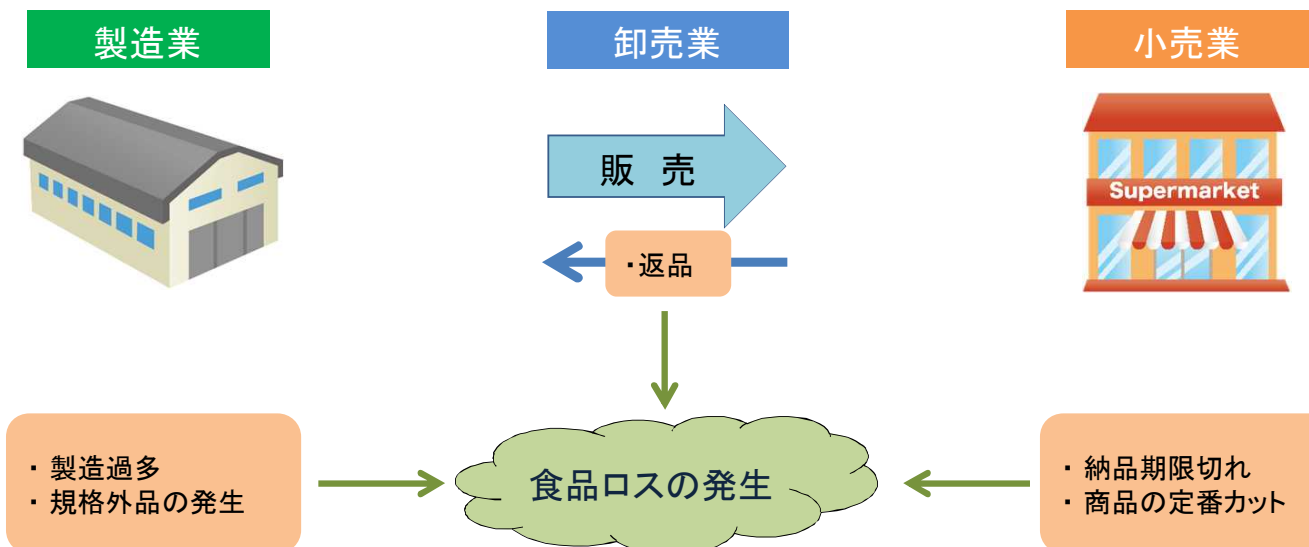 製造業
卸売業
小売業
販 売
Supermarket
・返品
・ 製造過多
・ 規格外品の発生
食品ロスの発生
・ 納品期限切れ
・ 商品の定番カット